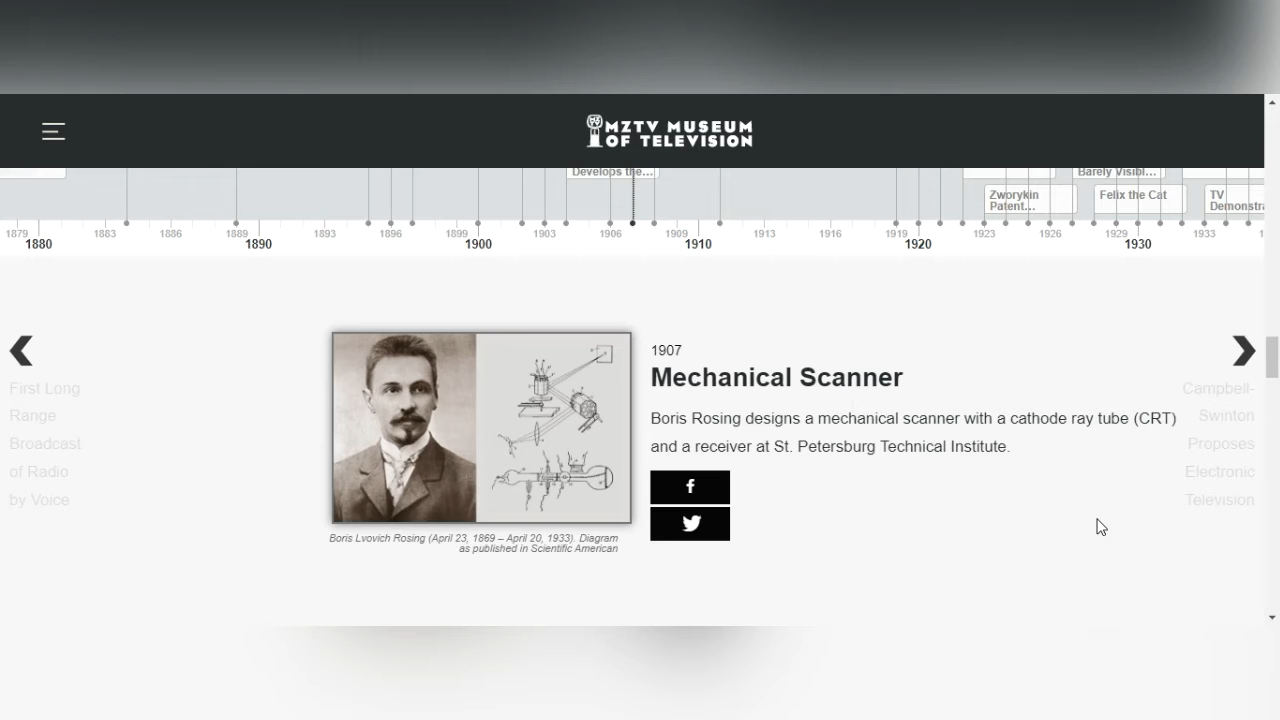 MZTV MUSEUM
OF TELEVISION
Develops the...
Barely Visibl...
Zworykin
Patent...
Felix the Cat
TV
1879 1883 1886 1889 1893 1896 1899 1903 1906 1909 1913 1916 1919 1923 1926 1929 1933
1880 1890 1900 1910 1920 1930
First Long
Range
Broadcast
of Radio
by Voice
1907
Mechanical Scanner
Boris Rosing designs a mechanical scanner with a cathode ray tube (CRT)
and a receiver at St. Petersburg Technical Institute.
Boris Lvovich Rosing (April 23, 1869 – April 20, 1933). Diagram
as published in Scientific American
Campbell-
Swinton
Proposes
Electronic
Television